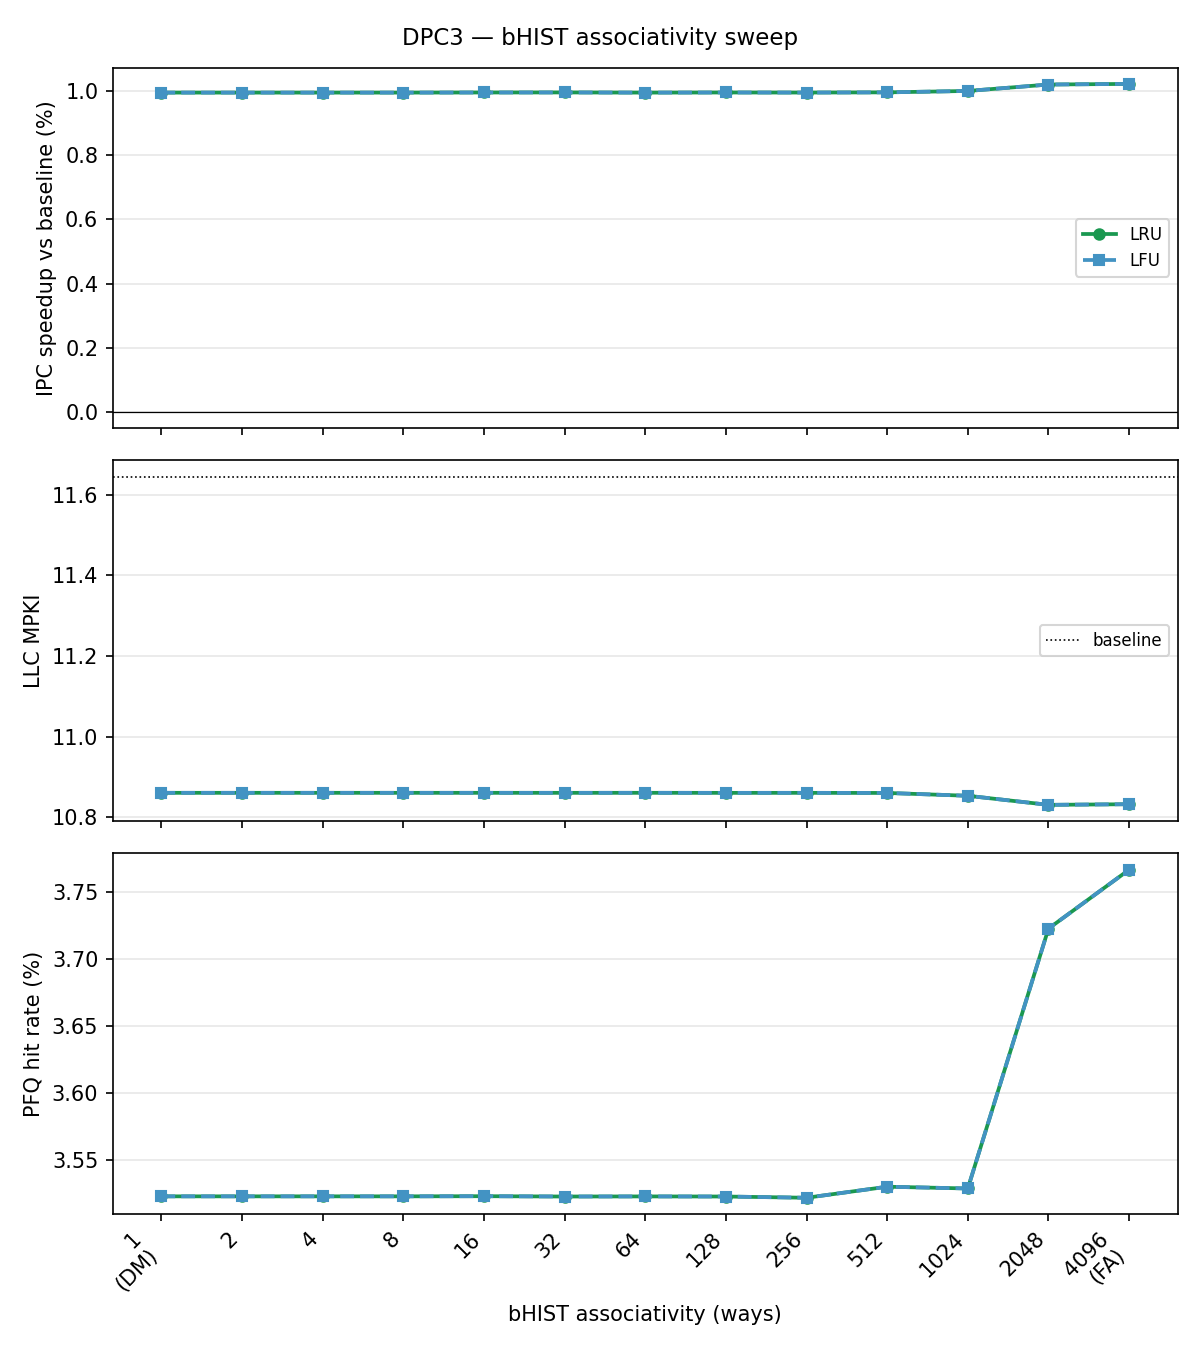 DPC3 — bHIST associativity sweep
IPC speedup vs baseline (%)
1.0
0.8
0.6
0.4
0.2
0.0
LRU
LFU
LLC MPKI
11.6
11.4
11.2
11.0
10.8
baseline
PFQ hit rate (%)
3.75
3.70
3.65
3.60
3.55
1
(DM)
2
4
8
16
32
64
128
256
512
1024
2048
4096
(FA)
bHIST associativity (ways)